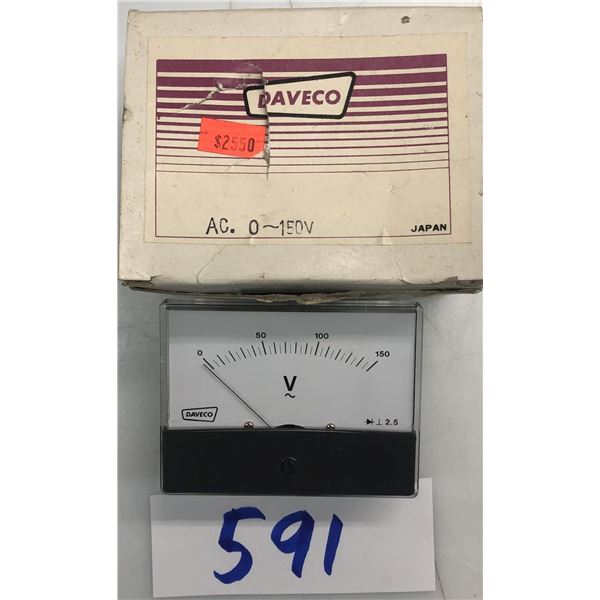 DAVECO
$2550
AC. 0~150V
JAPAN
0 50 100 150
V
~
DAVECO
2.5
591